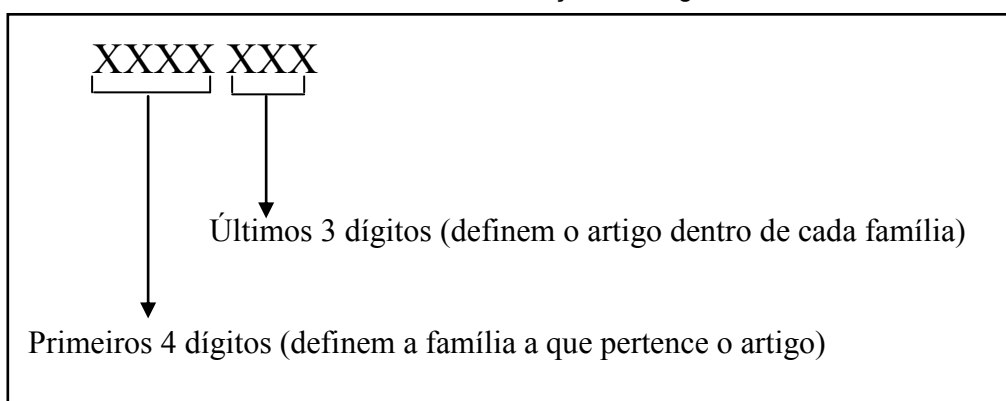 XXXX XXX
Últimos 3 dígitos (definem o artigo dentro de cada família)
Primeiros 4 dígitos (definem a família a que pertence o artigo)